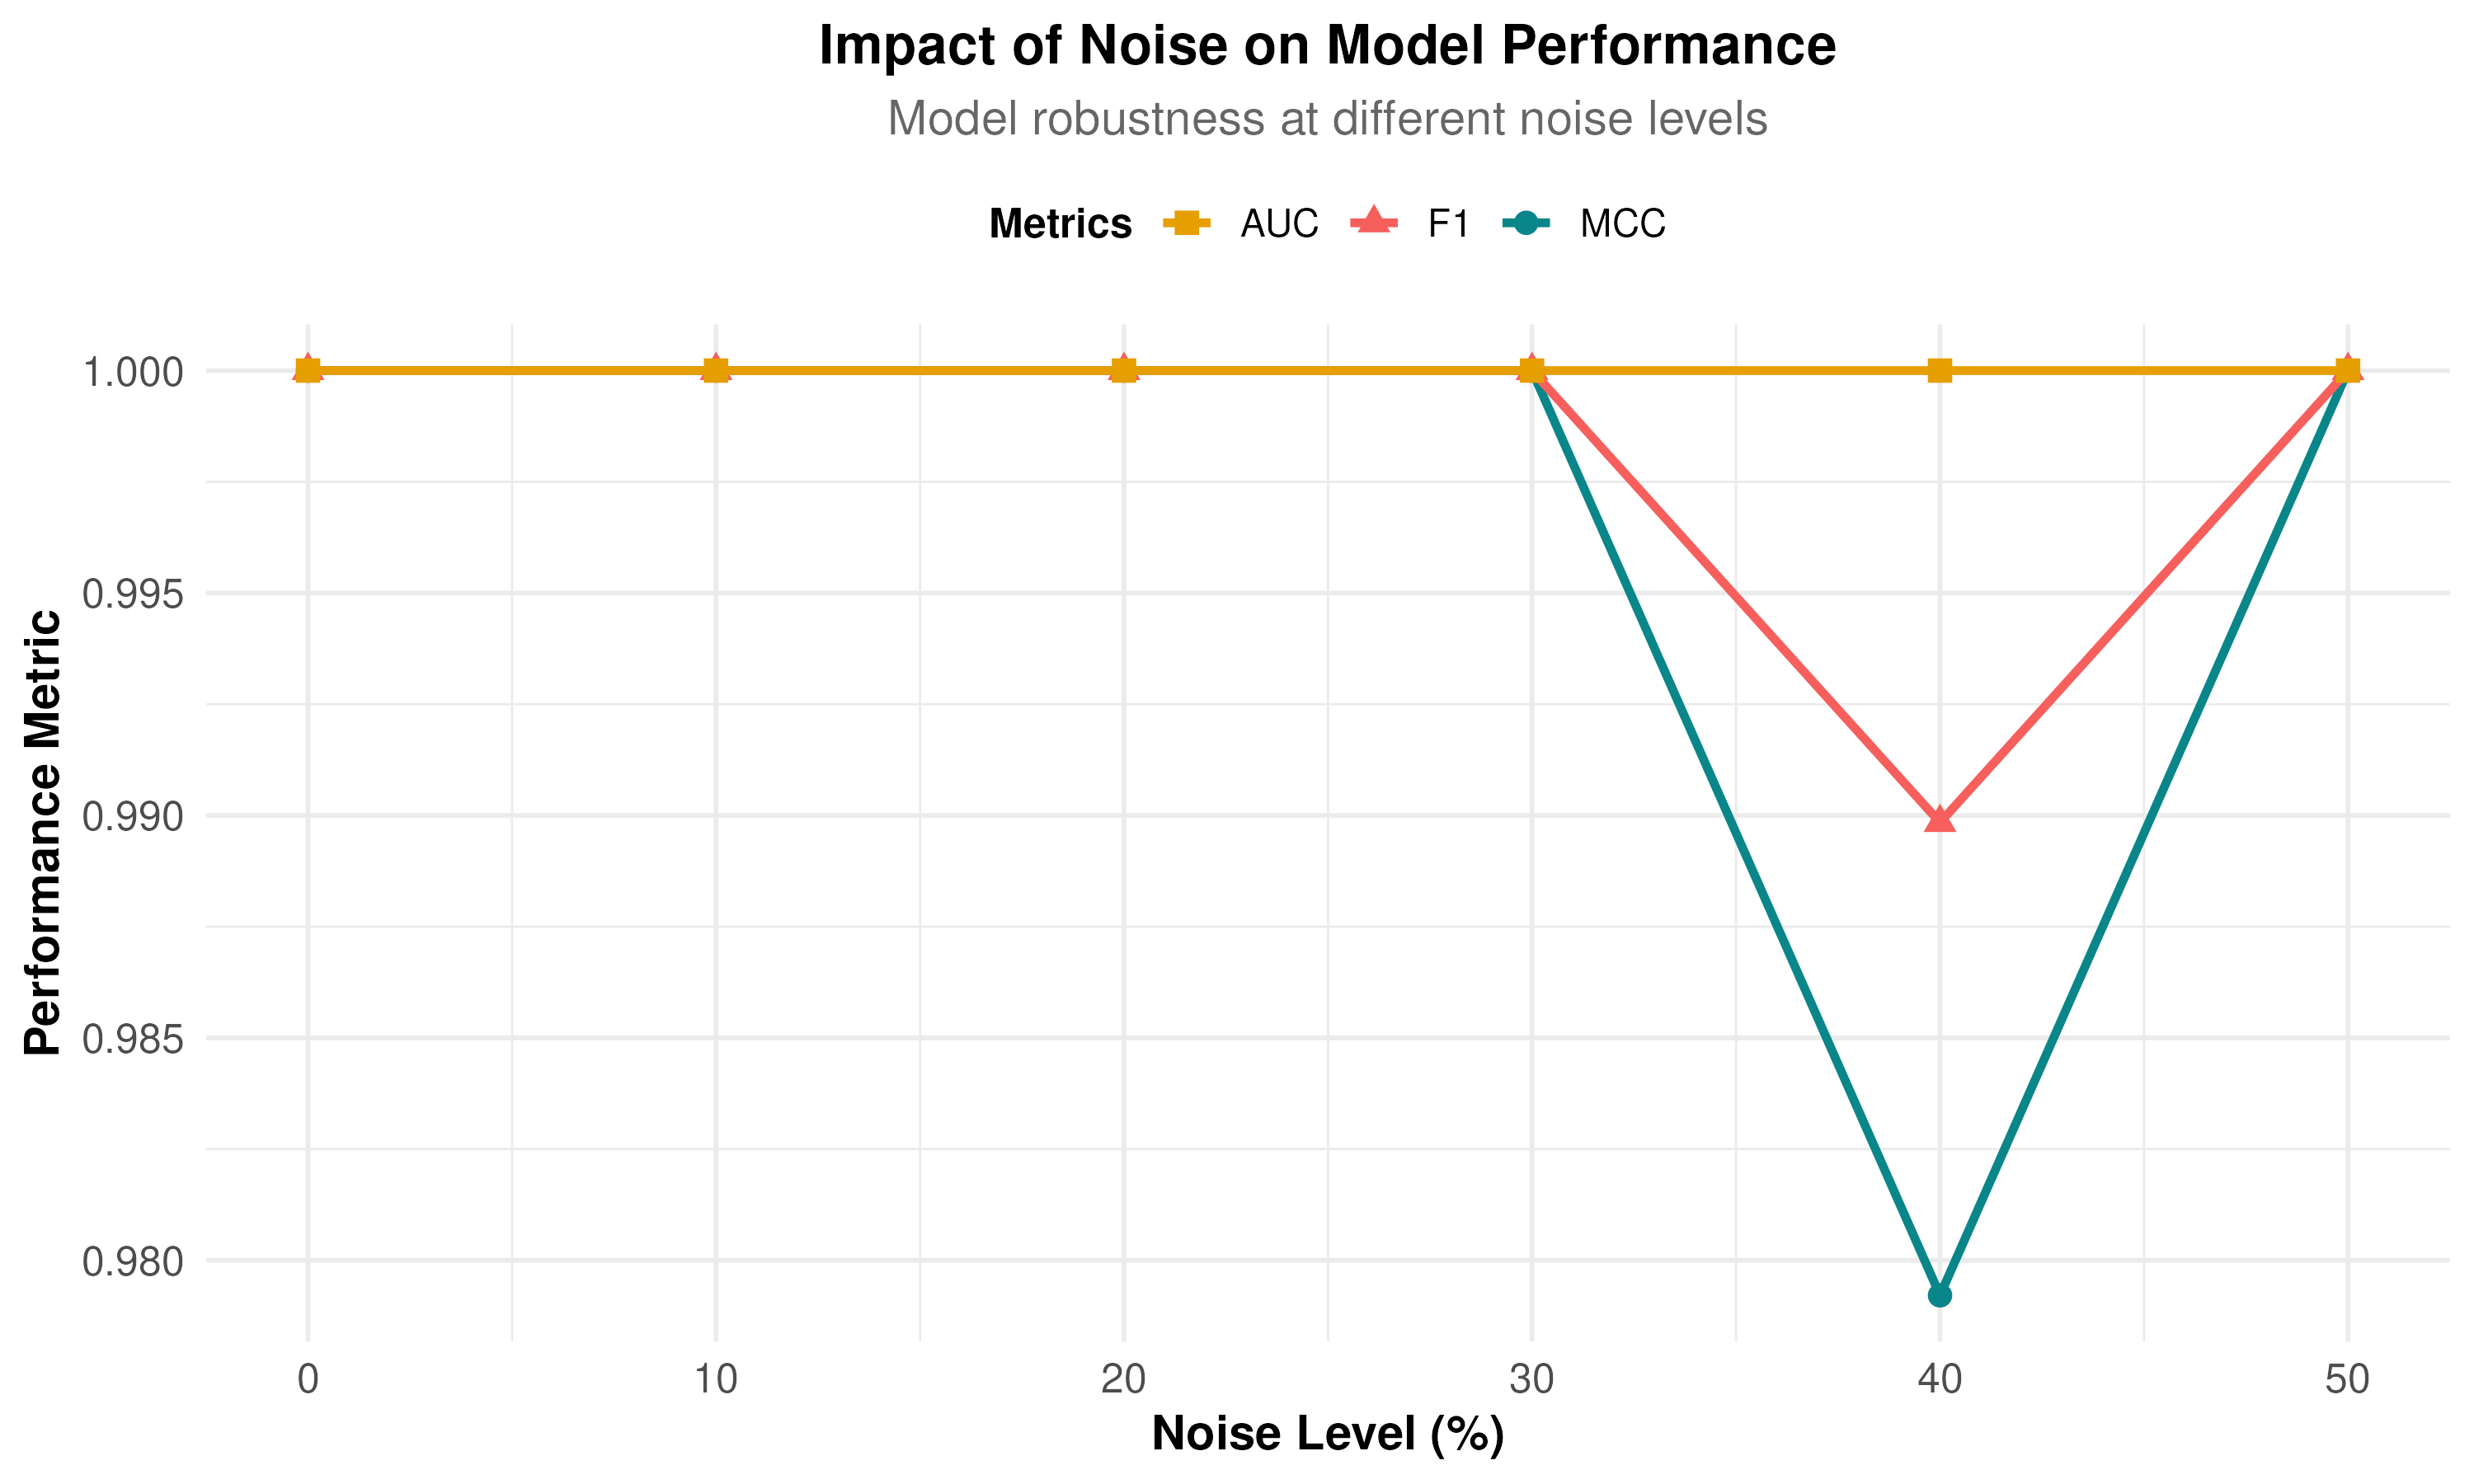 Impact of Noise on Model Performance
Model robustness at different noise levels
Metrics AUC F1 MCC
1.000
0.995
0.990
0.985
0.980
Performance Metric
0 10 20 30 40 50
Noise Level (%)